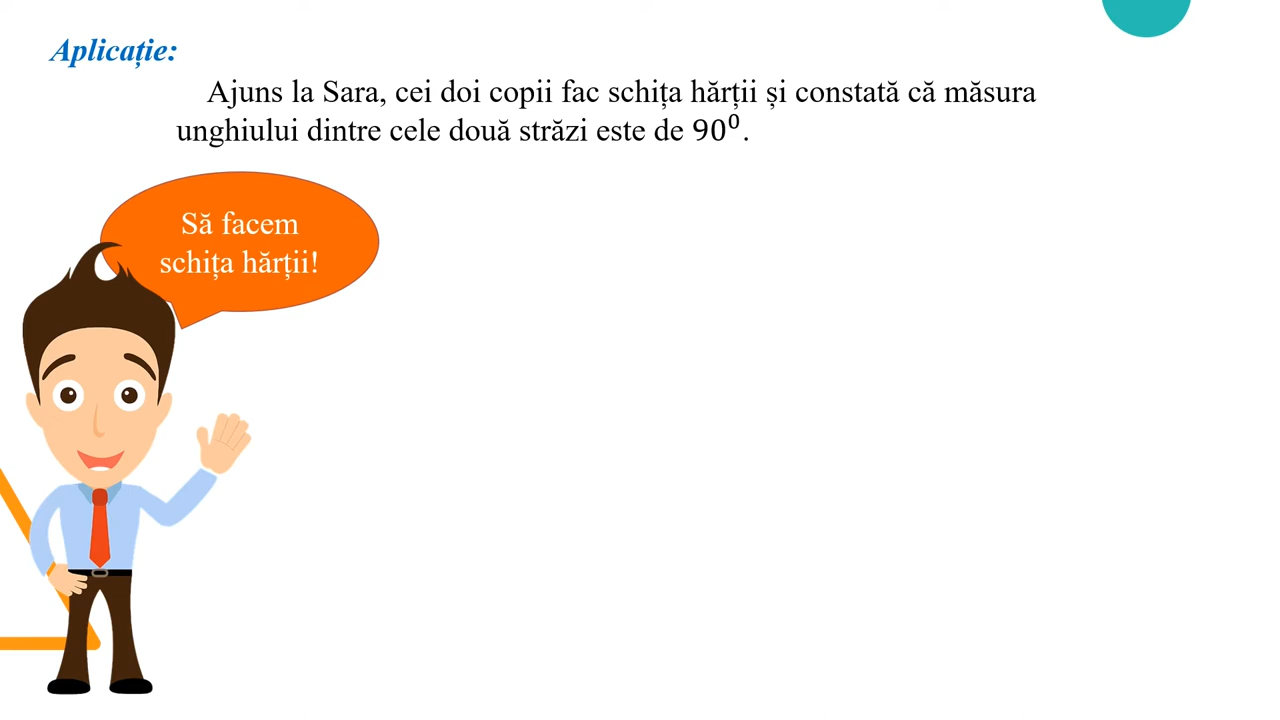 Aplicație:
Ajuns la Sara, cei doi copii fac schița hărții și constată că măsura
unghiului dintre cele două străzi este de 90⁰.
Să facem
schița hărții!